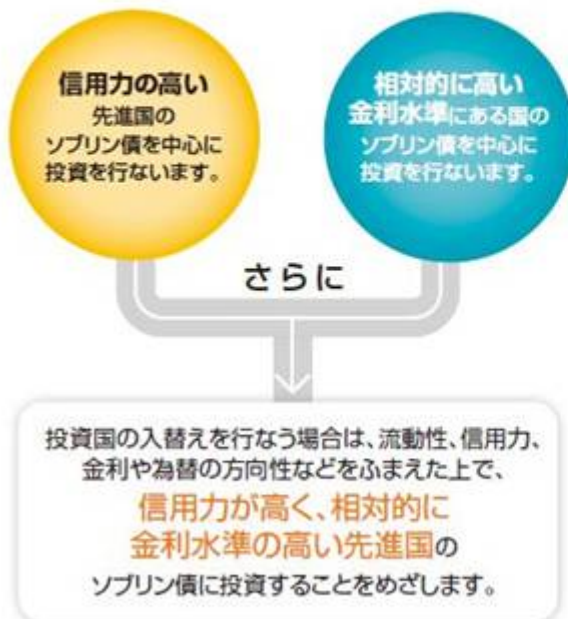 信用力の高い
先進国の
ソブリン債を中心に
投資を行ないます。
相対的に高い
金利水準にある国の
ソブリン債を中心に
投資を行ないます。
さらに
投資国の入替えを行なう場合は、流動性、信用力、
金利や為替の方向性などをふまえた上で、
信用力が高く、相対的に
金利水準の高い先進国の
ソブリン債に投資することをめざします。